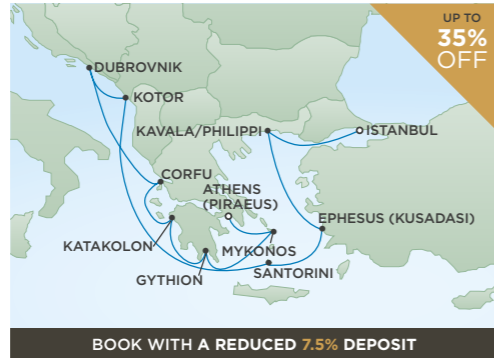 UP TO
35%
OFF
DUBROVNIK
KOTOR
KAVALA/PHILIPPI
ISTANBUL
CORFU
ATHENS
(PIRAEUS)
EPHESUS (KUSADASI)
KATAKOLON
MYKONOS
GYTHION
SANTORINI
BOOK WITH A REDUCED 7.5% DEPOSIT